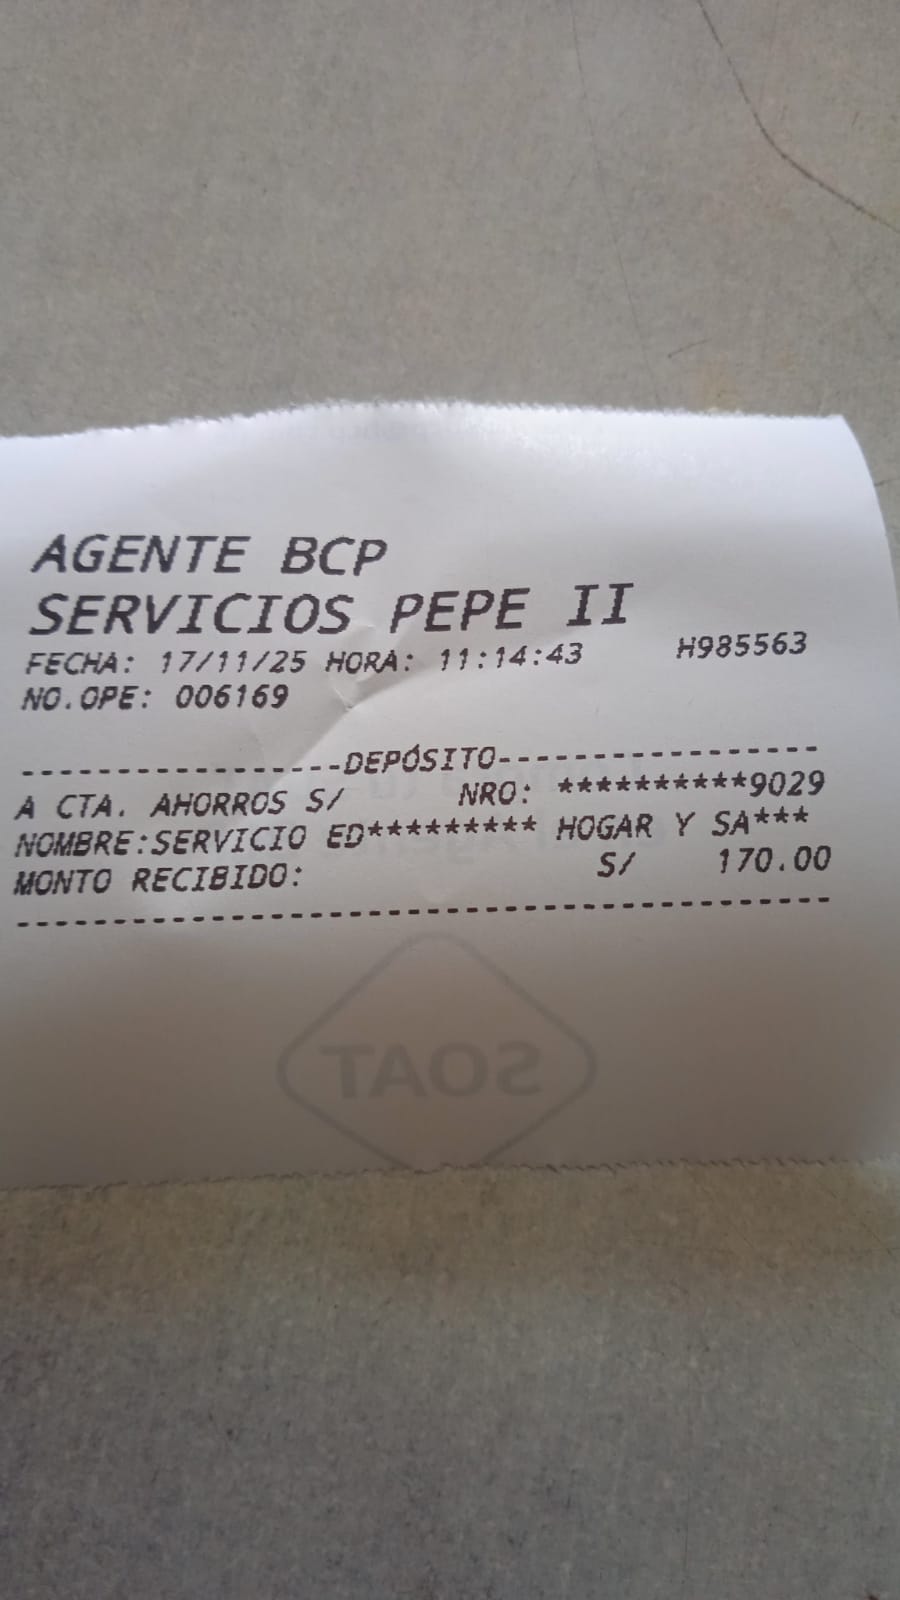 AGENTE BCP
SERVICIOS PEPE II
FECHA: 17/11/25 HORA: 11:14:43 H985563
NO.OPE: 006169
-----------------DEPÓSITO-----------------
A CTA. AHORROS S/ NRO: **********9029
NOMBRE:SERVICIO ED********* HOGAR Y SA***
MONTO RECIBIDO: S/ 170.00
------------------------------------------
SOAT